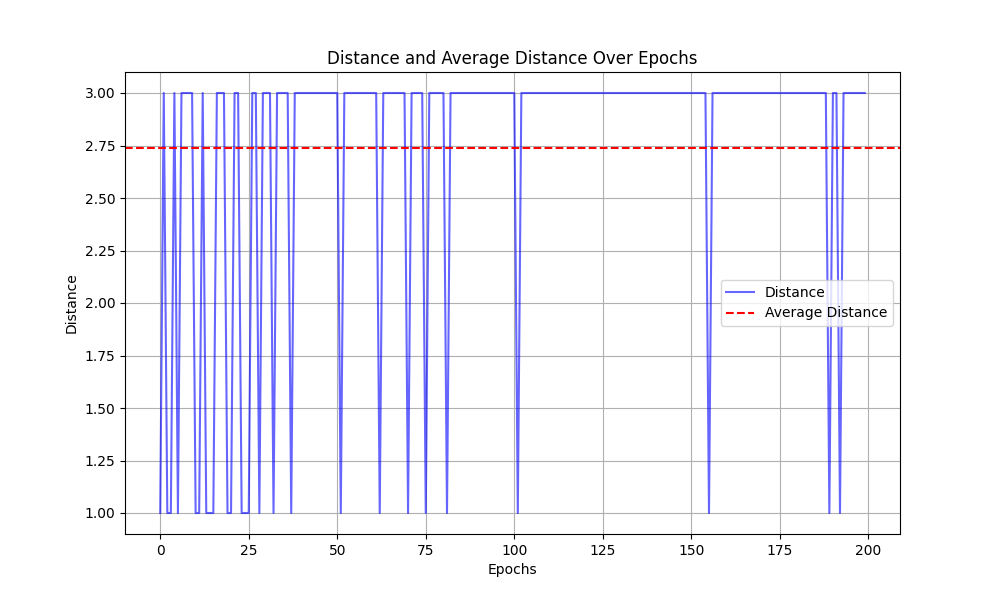 Distance and Average Distance Over Epochs
3.00
2.75
2.50
2.25
2.00
1.75
1.50
1.25
1.00
Distance
Distance
Average Distance
0 25 50 75 100 125 150 175 200
Epochs